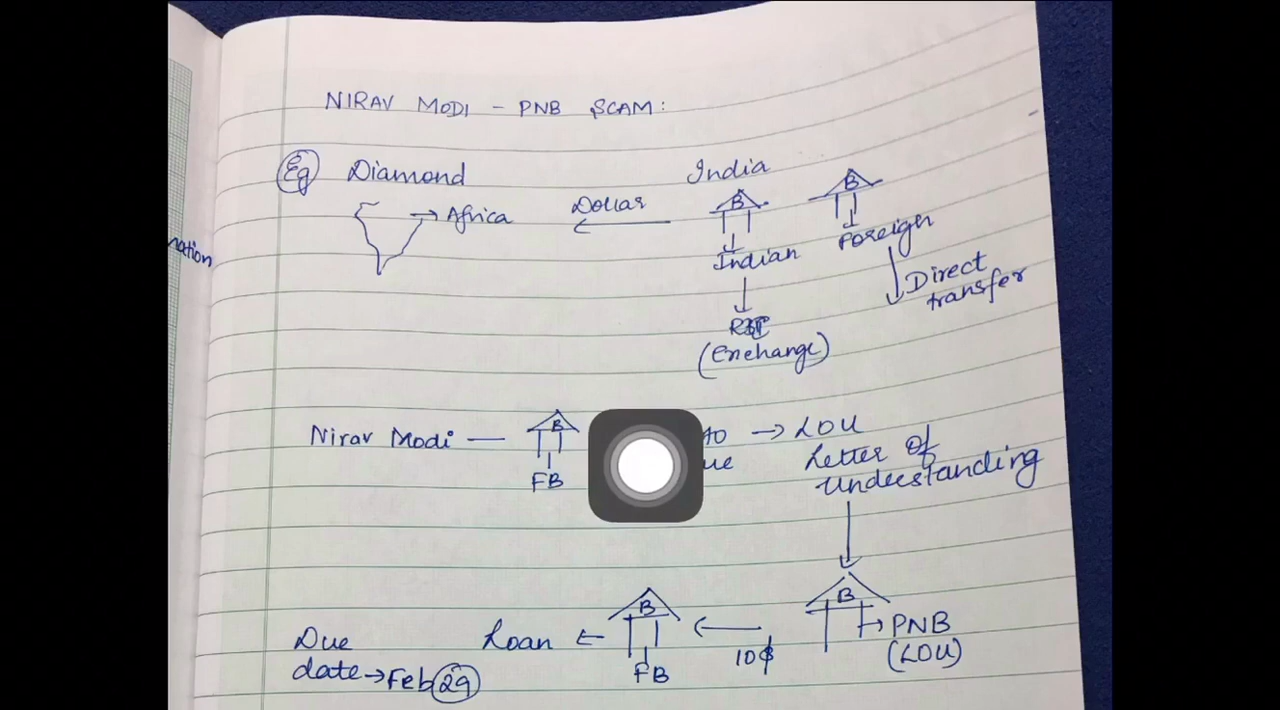 NIRAV MODI - PNB SCAM:
Eg Diamond
India
B
B
→ Africa
Dollar
Indian
Foreign
Direct
transfer
(Exchange)
nation
Nirav Modi —
B
FB
→ LOU
Letter of
Understanding
B
B
PNB
(LOU)
10$
Loan
FB
Due
date → Feb 29